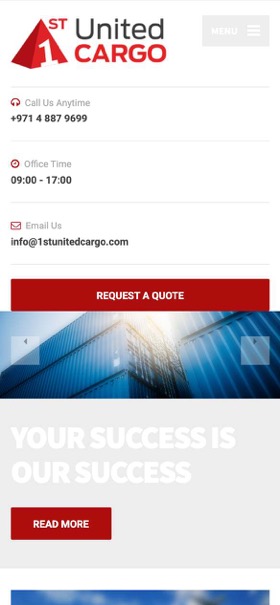 1ST United
CARGO
MENU
Call Us Anytime
+971 4 887 9699
Office Time
09:00 - 17:00
Email Us
info@1stunitedcargo.com
REQUEST A QUOTE
YOUR SUCCESS IS
OUR SUCCESS
READ MORE